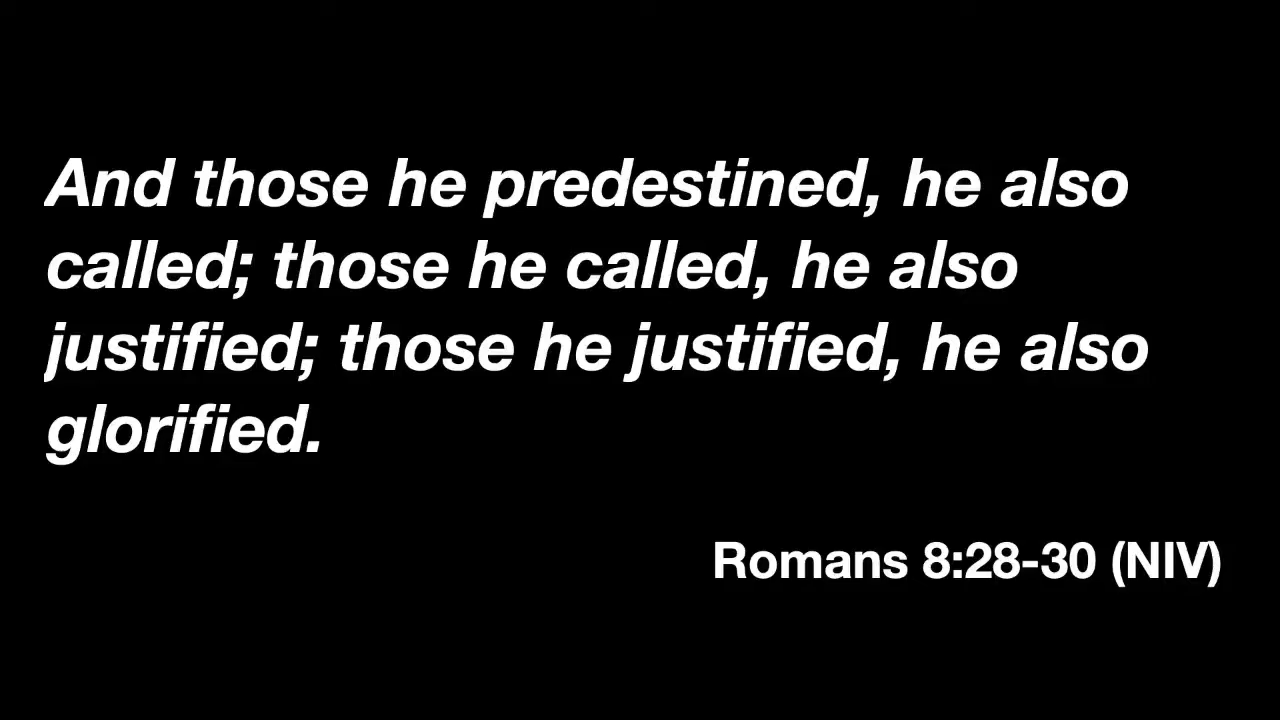 And those he predestined, he also
called; those he called, he also
justified; those he justified, he also
glorified.
Romans 8:28-30 (NIV)